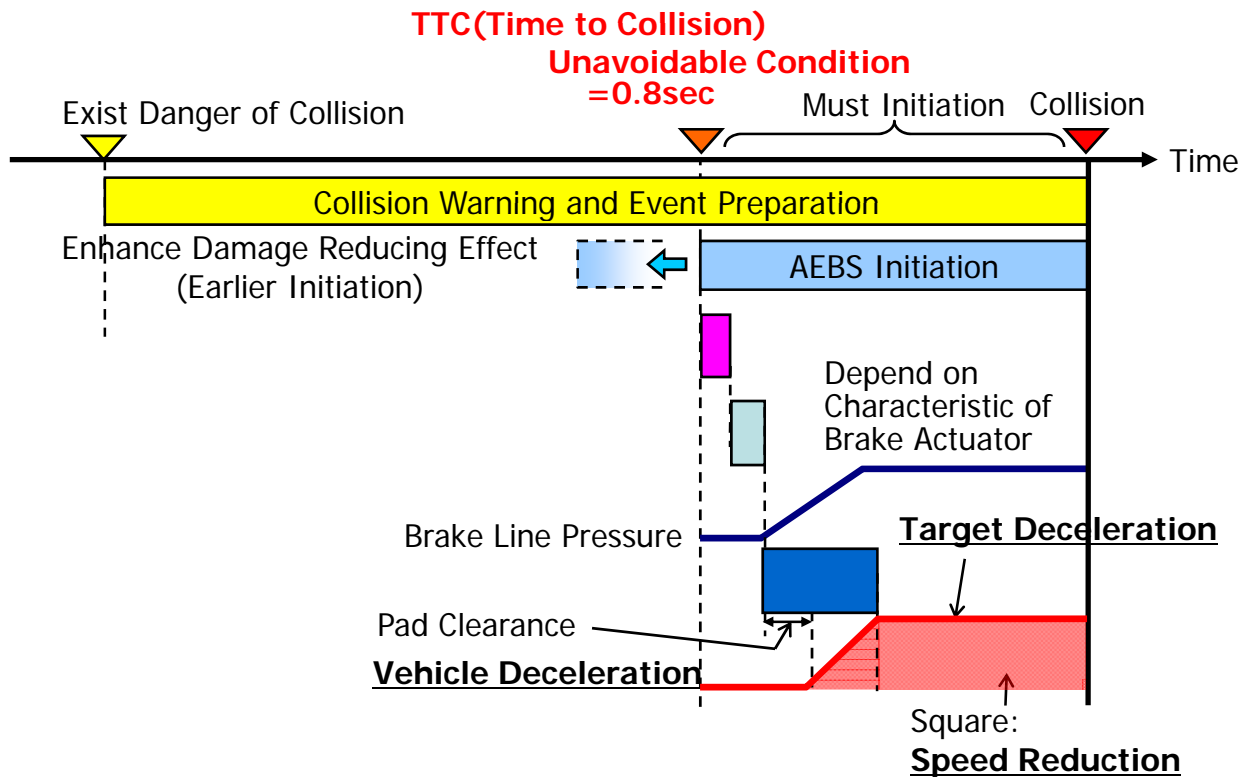 TTC(Time to Collision)
Unavoidable Condition
=0.8sec
Exist Danger of Collision
Must Initiation
Collision
Time
Collision Warning and Event Preparation
Enhance Damage Reducing Effect
(Earlier Initiation)
AEBS Initiation
Depend on
Characteristic of
Brake Actuator
Brake Line Pressure
Target Deceleration
Pad Clearance
Vehicle Deceleration
Square:
Speed Reduction